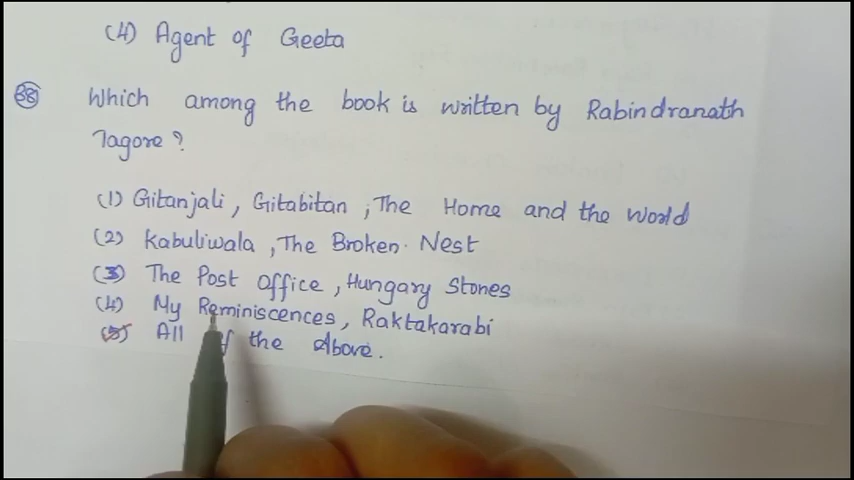 (4) Agent of Geeta
38 Which among the book is written by Rabindranath
Tagore?
(1) Gitanjali, Gitabitan, The Home and the World
(2) Kabuliwala, The Broken Nest
(3) The Post Office, Hungary Stones
(4) My Reminiscences, Raktakarabi
(5) All of the Above.